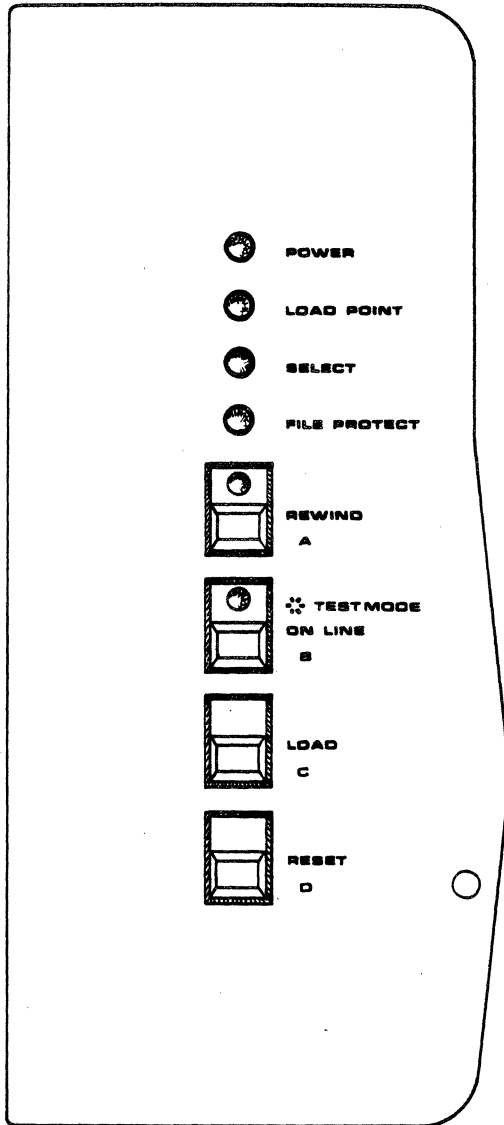 POWER
LOAD POINT
SELECT
FILE PROTECT
REWIND
A
TEST MODE
ON LINE
B
LOAD
C
RESET
D